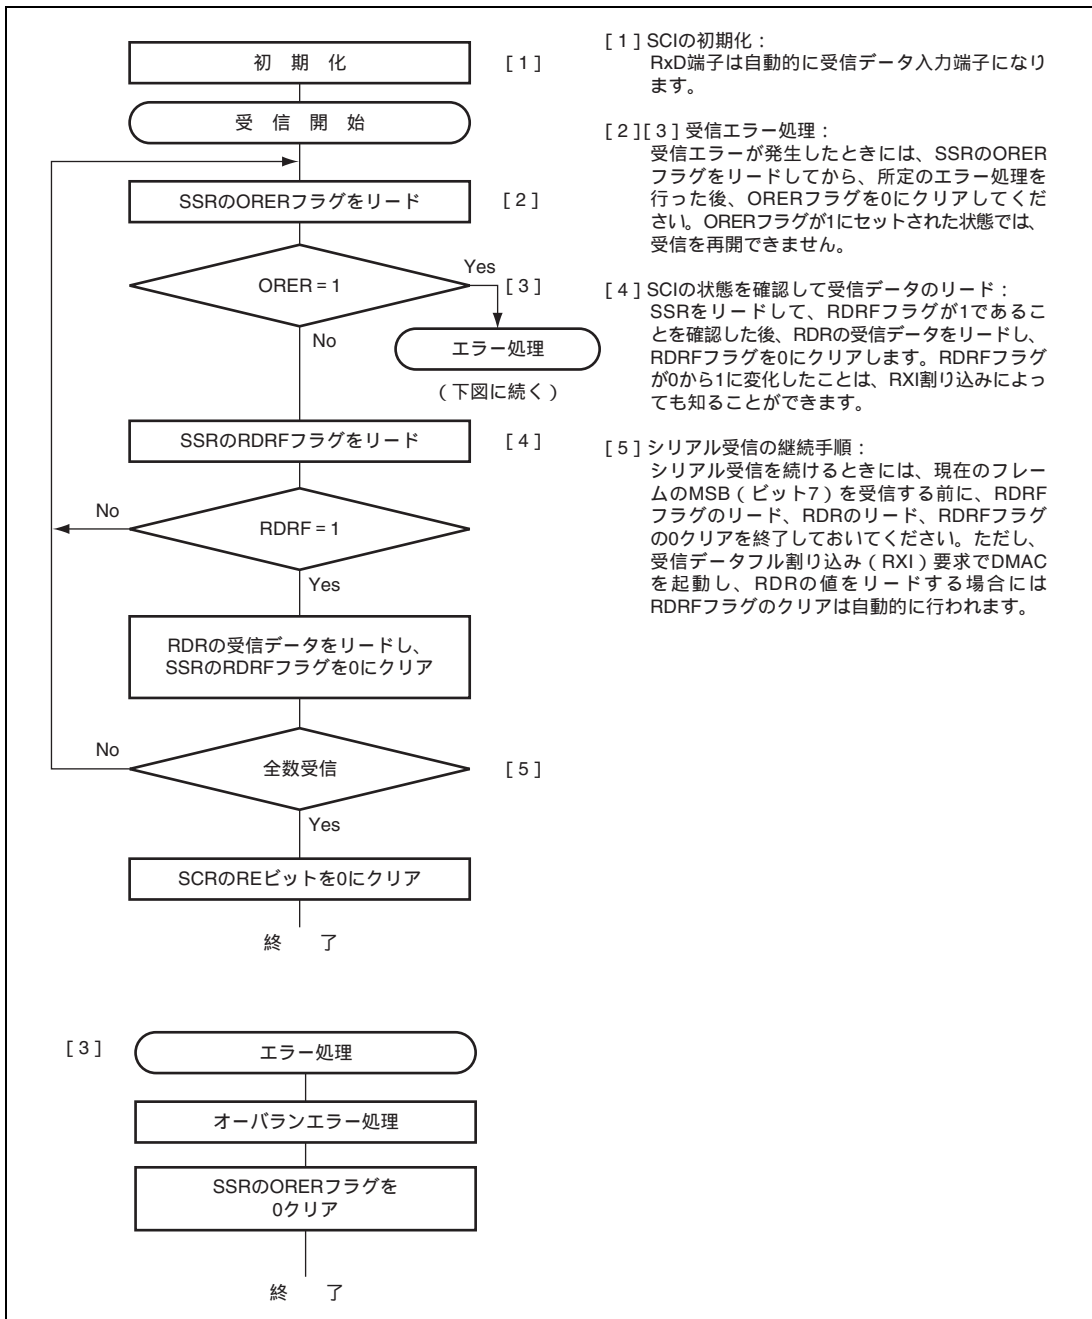 初 期 化 [ 1 ]
受 信 開 始
SSRのORERフラグをリード [ 2 ]
ORER = 1
Yes
[ 3 ]
No
エラー処理
( 下図に続く )
SSRのRDRFフラグをリード [ 4 ]
No
RDRF = 1
Yes
RDRの受信データをリードし、
SSRのRDRFフラグを0にクリア
No
全数受信 [ 5 ]
Yes
SCRのREビットを0にクリア
終 了
[ 1 ] SCIの初期化：
RxD端子は自動的に受信データ入力端子になり
ます。
[ 2 ][ 3 ] 受信エラー処理：
受信エラーが発生したときには、SSRのORER
フラグをリードしてから、所定のエラー処理を
行った後、ORERフラグを0にクリアしてくだ
さい。ORERフラグが1にセットされた状態では、
受信を再開できません。
[ 4 ] SCIの状態を確認して受信データのリード：
SSRをリードして、RDRFフラグが1であるこ
とを確認した後、RDRの受信データをリードし、
RDRFフラグを0にクリアします。RDRFフラグ
が0から1に変化したことは、RXI割り込みによっ
ても知ることができます。
[ 5 ] シリアル受信の継続手順：
シリアル受信を続けるときには、現在のフレー
ムのMSB（ビット7）を受信する前に、RDRF
フラグのリード、RDRのリード、RDRFフラグ
の0クリアを終了しておいてください。ただし、
受信データフル割り込み（RXI）要求でDMAC
を起動し、RDRの値をリードする場合には
RDRFフラグのクリアは自動的に行われます。
[ 3 ] エラー処理
オーバランエラー処理
SSRのORERフラグを
0クリア
終 了